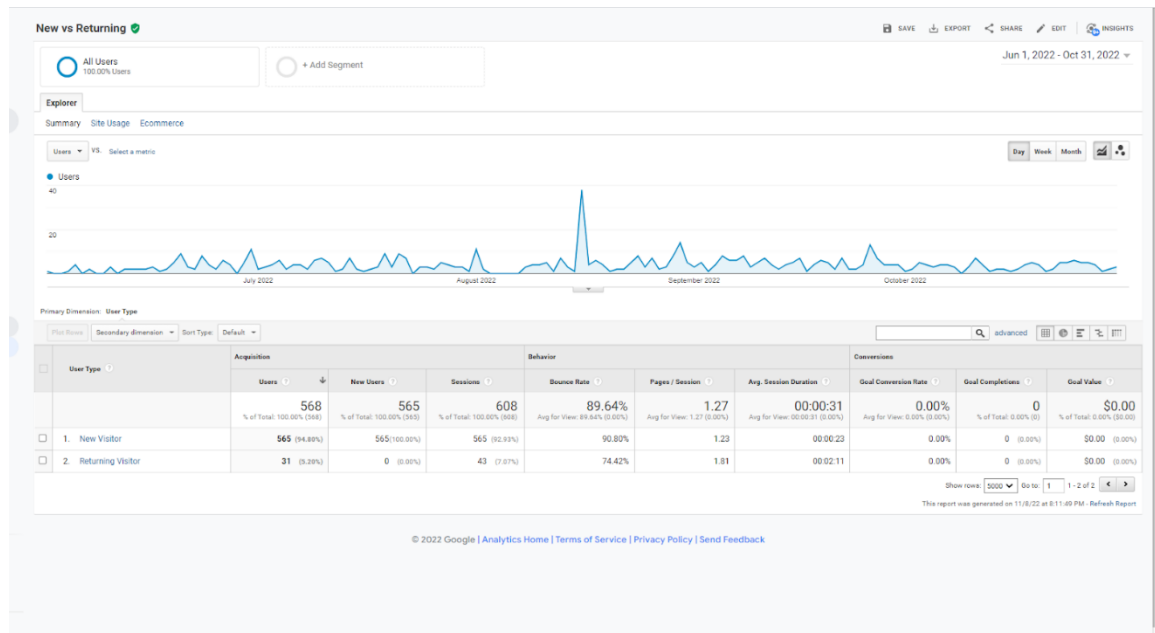 New vs Returning
SAVE EXPORT SHARE EDIT INSIGHTS
All Users
100.00% Users
+ Add Segment
Jun 1, 2022 - Oct 31, 2022
Explorer
Summary Site Usage Ecommerce
Users VS. Select a metric
Day Week Month
Users
40
20
July 2022 August 2022 September 2022 October 2022
Primary Dimension: User Type
Plot Rows Secondary dimension Sort Type: Default advanced
User Type Acquisition Behavior Conversions
Users New Users Sessions Bounce Rate Pages / Session Avg. Session Duration Goal Conversion Rate Goal Completions Goal Value
568 565 608 89.64% 1.27 00:00:31 0.00% 0 $0.00
% of Total: 100.00% (568) % of Total: 100.00% (565) % of Total: 100.00% (608) Avg for View: 89.64% (0.00%) Avg for View: 1.27 (0.00%) Avg for View: 00:00:31 (0.00%) Avg for View: 0.00% (0.00%) % of Total: 0.00% (0) % of Total: 0.00% ($0.00)
1. New Visitor 565 (94.80%) 565(100.00%) 565 (92.93%) 90.80% 1.23 00:00:23 0.00% 0 (0.00%) $0.00 (0.00%)
2. Returning Visitor 31 (5.20%) 0 (0.00%) 43 (7.07%) 74.42% 1.81 00:02:11 0.00% 0 (0.00%) $0.00 (0.00%)
Show rows: 5000 Go to: 1 1 - 2 of 2
This report was generated on 11/8/22 at 8:11:49 PM - Refresh Report
© 2022 Google | Analytics Home | Terms of Service | Privacy Policy | Send Feedback